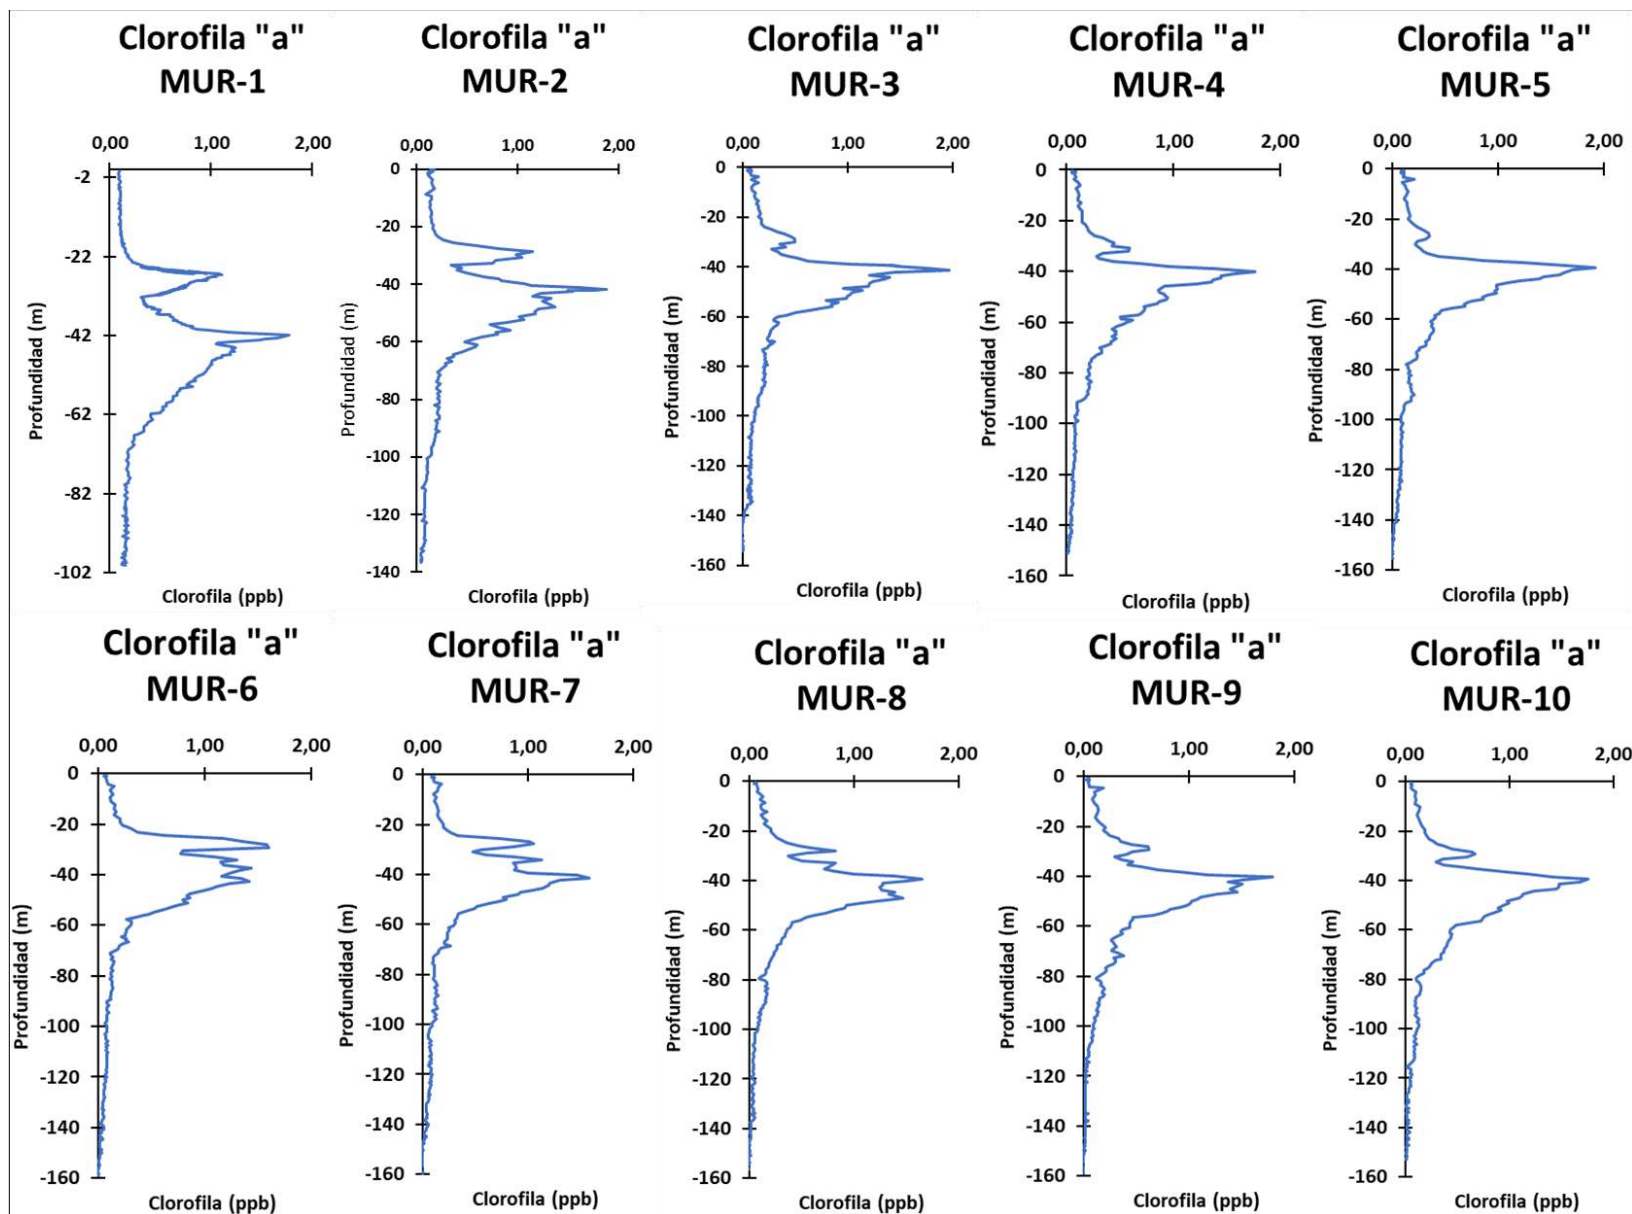 Clorofila "a"
MUR-1
0,00 1,00 2,00
-2
-22
-42
-62
-82
-102
Profundidad (m)
Clorofila (ppb)
Clorofila "a"
MUR-2
0,00 1,00 2,00
0
-20
-40
-60
-80
-100
-120
-140
Profundidad (m)
Clorofila (ppb)
Clorofila "a"
MUR-3
0,00 1,00 2,00
0
-20
-40
-60
-80
-100
-120
-140
-160
Profundidad (m)
Clorofila (ppb)
Clorofila "a"
MUR-4
0,00 1,00 2,00
0
-20
-40
-60
-80
-100
-120
-140
-160
Profundidad (m)
Clorofila (ppb)
Clorofila "a"
MUR-5
0,00 1,00 2,00
0
-20
-40
-60
-80
-100
-120
-140
-160
Profundidad (m)
Clorofila (ppb)
Clorofila "a"
MUR-6
0,00 1,00 2,00
0
-20
-40
-60
-80
-100
-120
-140
-160
Profundidad (m)
Clorofila (ppb)
Clorofila "a"
MUR-7
0,00 1,00 2,00
0
-20
-40
-60
-80
-100
-120
-140
-160
Profundidad (m)
Clorofila (ppb)
Clorofila "a"
MUR-8
0,00 1,00 2,00
0
-20
-40
-60
-80
-100
-120
-140
-160
Profundidad (m)
Clorofila (ppb)
Clorofila "a"
MUR-9
0,00 1,00 2,00
0
-20
-40
-60
-80
-100
-120
-140
-160
Profundidad (m)
Clorofila (ppb)
Clorofila "a"
MUR-10
0,00 1,00 2,00
0
-20
-40
-60
-80
-100
-120
-140
-160
Profundidad (m)
Clorofila (ppb)